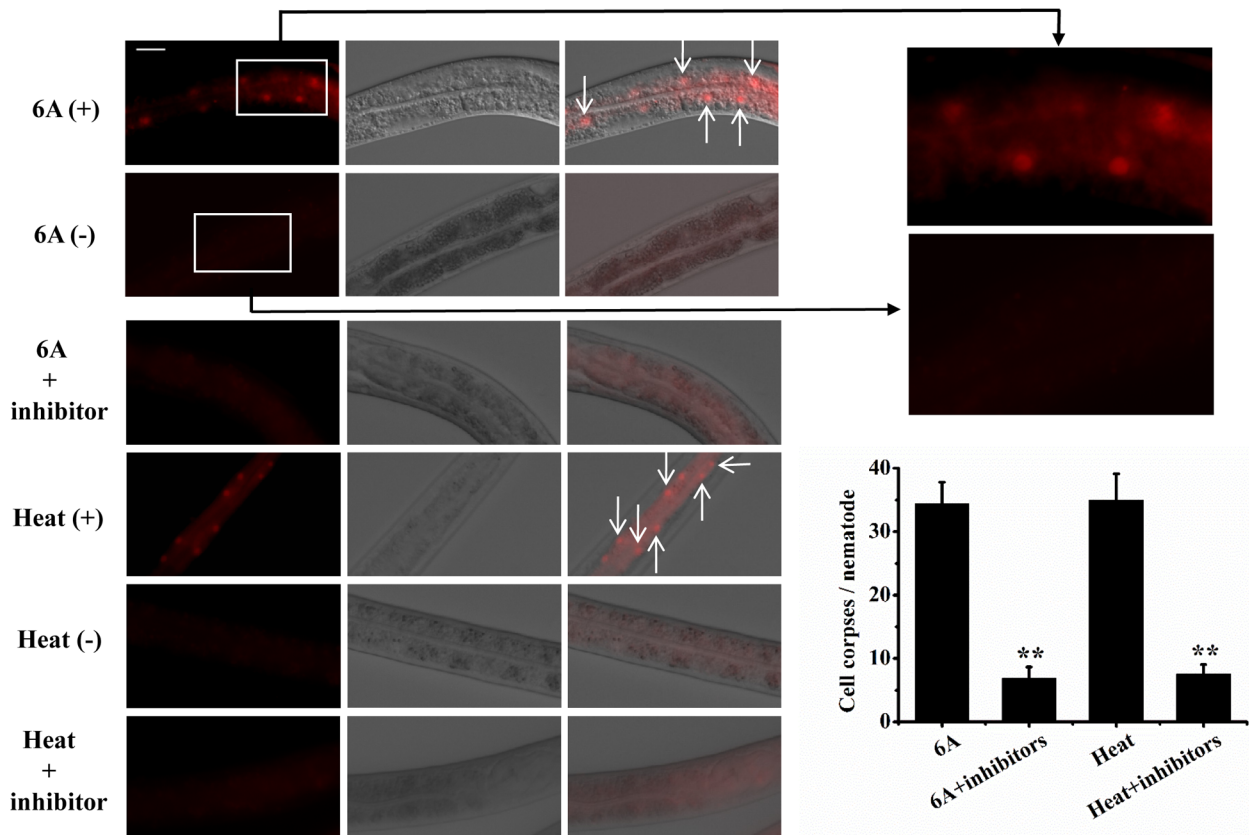 6A (+)
6A (-)
6A
+
inhibitor
Heat (+)
Heat (-)
Heat
+
inhibitor
Cell corpses / nematode
40
30
20
10
0
**
**
6A
6A+inhibitors
Heat
Heat+inhibitors